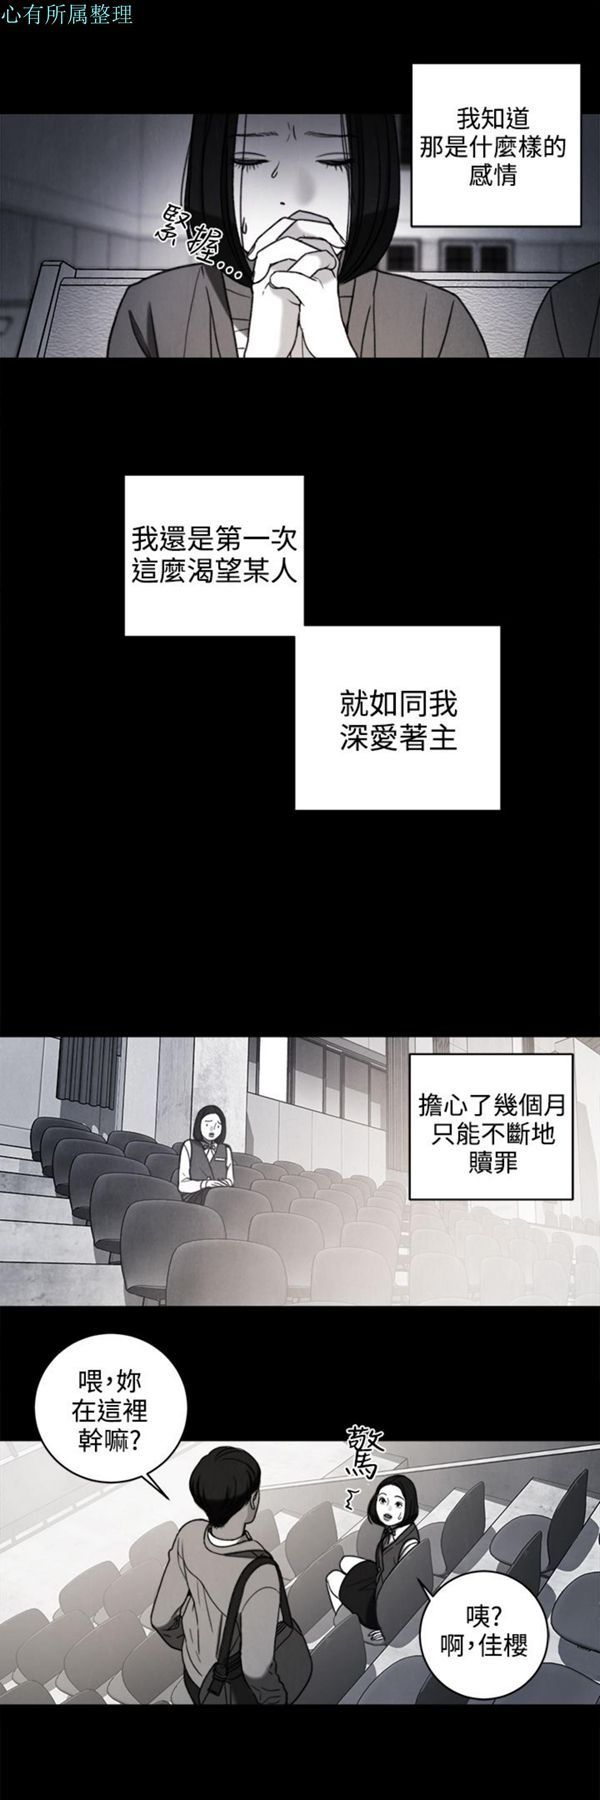 心有所属整理
我知道
那是什麼樣的
感情
緊握...
我還是第一次
這麼渴望某人
就如同我
深愛著主
擔心了幾個月
只能不斷地
贖罪
喂,妳
在這裡
幹嘛?
驚
咦?
啊,佳櫻